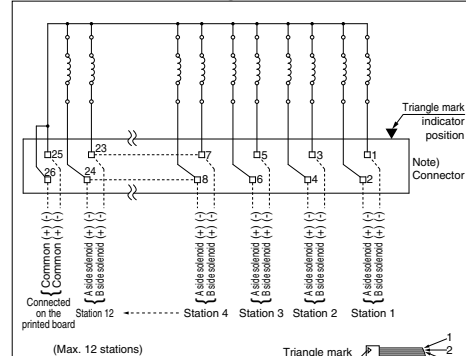 Triangle mark
indicator
position
25
23
7
5
3
1
Note)
Connector
26
24
8
6
4
2
Common (+) (-)
Common (+) (-)
A side solenoid (+) (-)
B side solenoid (+) (-)
A side solenoid (+) (-)
B side solenoid (+) (-)
A side solenoid (+) (-)
B side solenoid (+) (-)
A side solenoid (+) (-)
B side solenoid (+) (-)
A side solenoid (+) (-)
B side solenoid (+) (-)
Connected
on the
printed board
Station 12
Station 4
Station 3
Station 2
Station 1
(Max. 12 stations)
Triangle mark
1
2